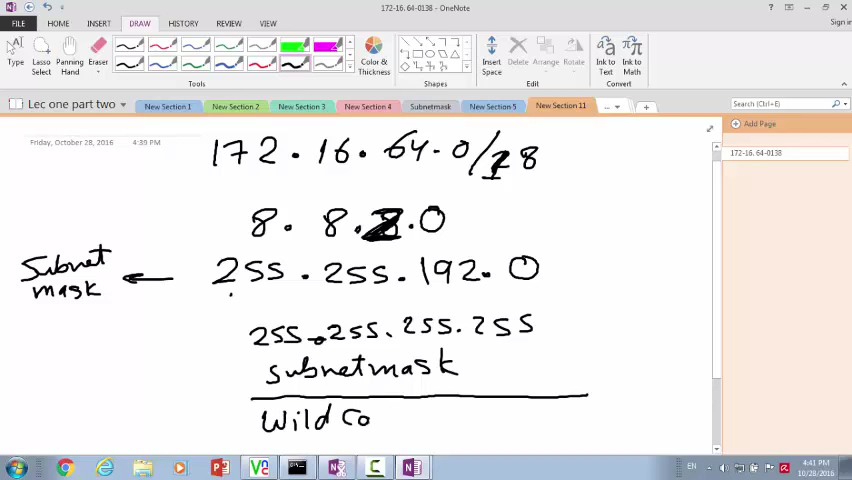 172-16. 64-0138 - OneNote
FILE HOME INSERT DRAW HISTORY REVIEW VIEW
Sign in
Type Lasso Select Panning Hand Eraser Color & Thickness Insert Space Delete Arrange Rotate Ink to Text Ink to Math
Tools Shapes Edit Convert
Lec one part two New Section 1 New Section 2 New Section 3 New Section 4 Subnetmask New Section 5 New Section 11 ... Search (Ctrl+E)
Add Page
172-16. 64-0138
Friday, October 28, 2016 4:39 PM
172.16.64.0/18
8. 8. .0
Subnet mask
255.255.192.0
255.255.255.255
subnetmask
Wild Co
EN 4:41 PM
10/28/2016